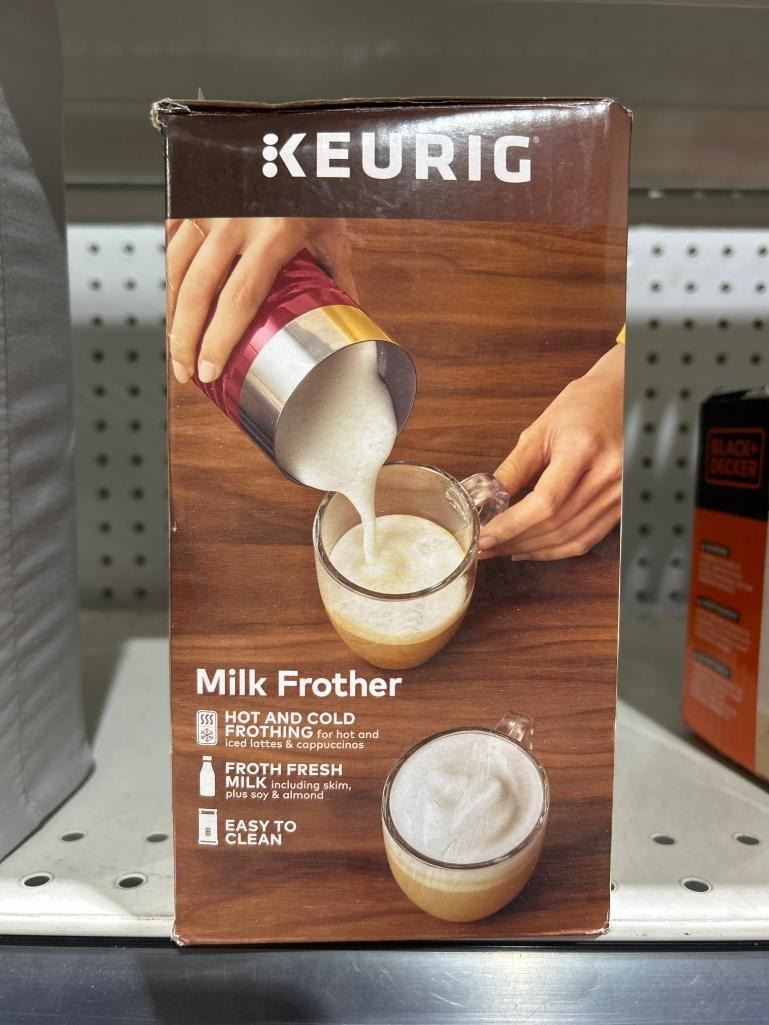 KEURIG®
Milk Frother
HOT AND COLD
FROTHING for hot and
iced lattes & cappuccinos
FROTH FRESH
MILK including skim,
plus soy & almond
EASY TO
CLEAN
BLACK+
DECKER